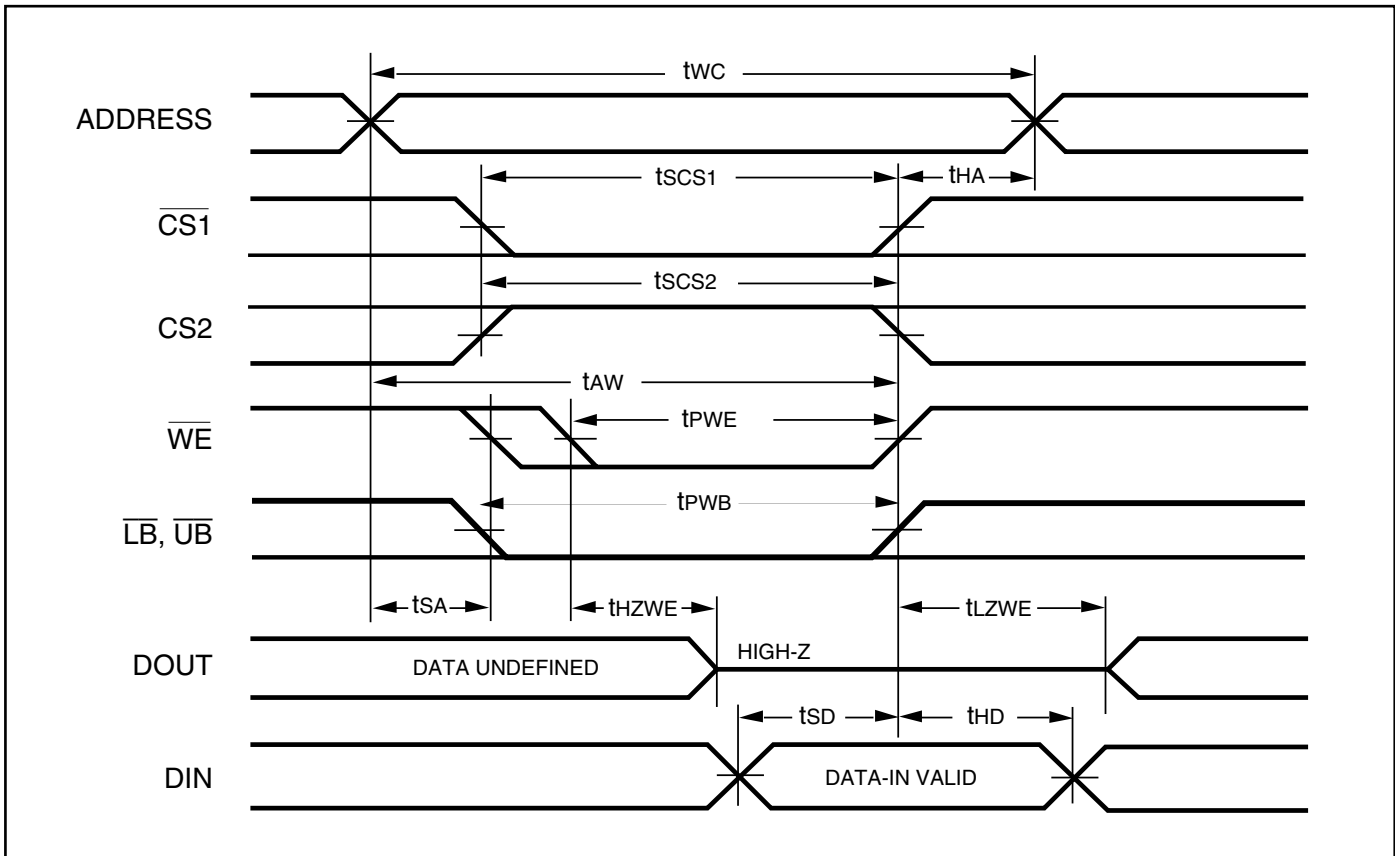 tWC
ADDRESS
tSCS1
tHA
CS1
tSCS2
CS2
tAW
tPWE
WE
tPWB
LB, UB
tSA
tHZWE
tLZWE
HIGH-Z
DOUT
DATA UNDEFINED
tSD
tHD
DIN
DATA-IN VALID